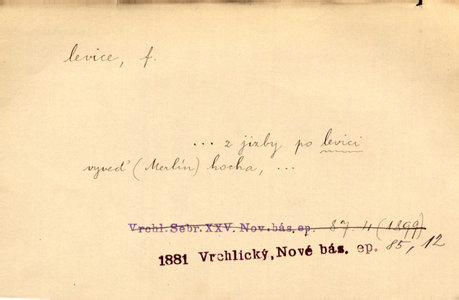 levice, f.
... z jizby po levici
vyveď (Merlín) hocha, ...
Vrchl. Sebr. XXV. Nov. bás. ep. 87 4 (1899)
1881 Vrchlický, Nové bás. ep. 85, 12